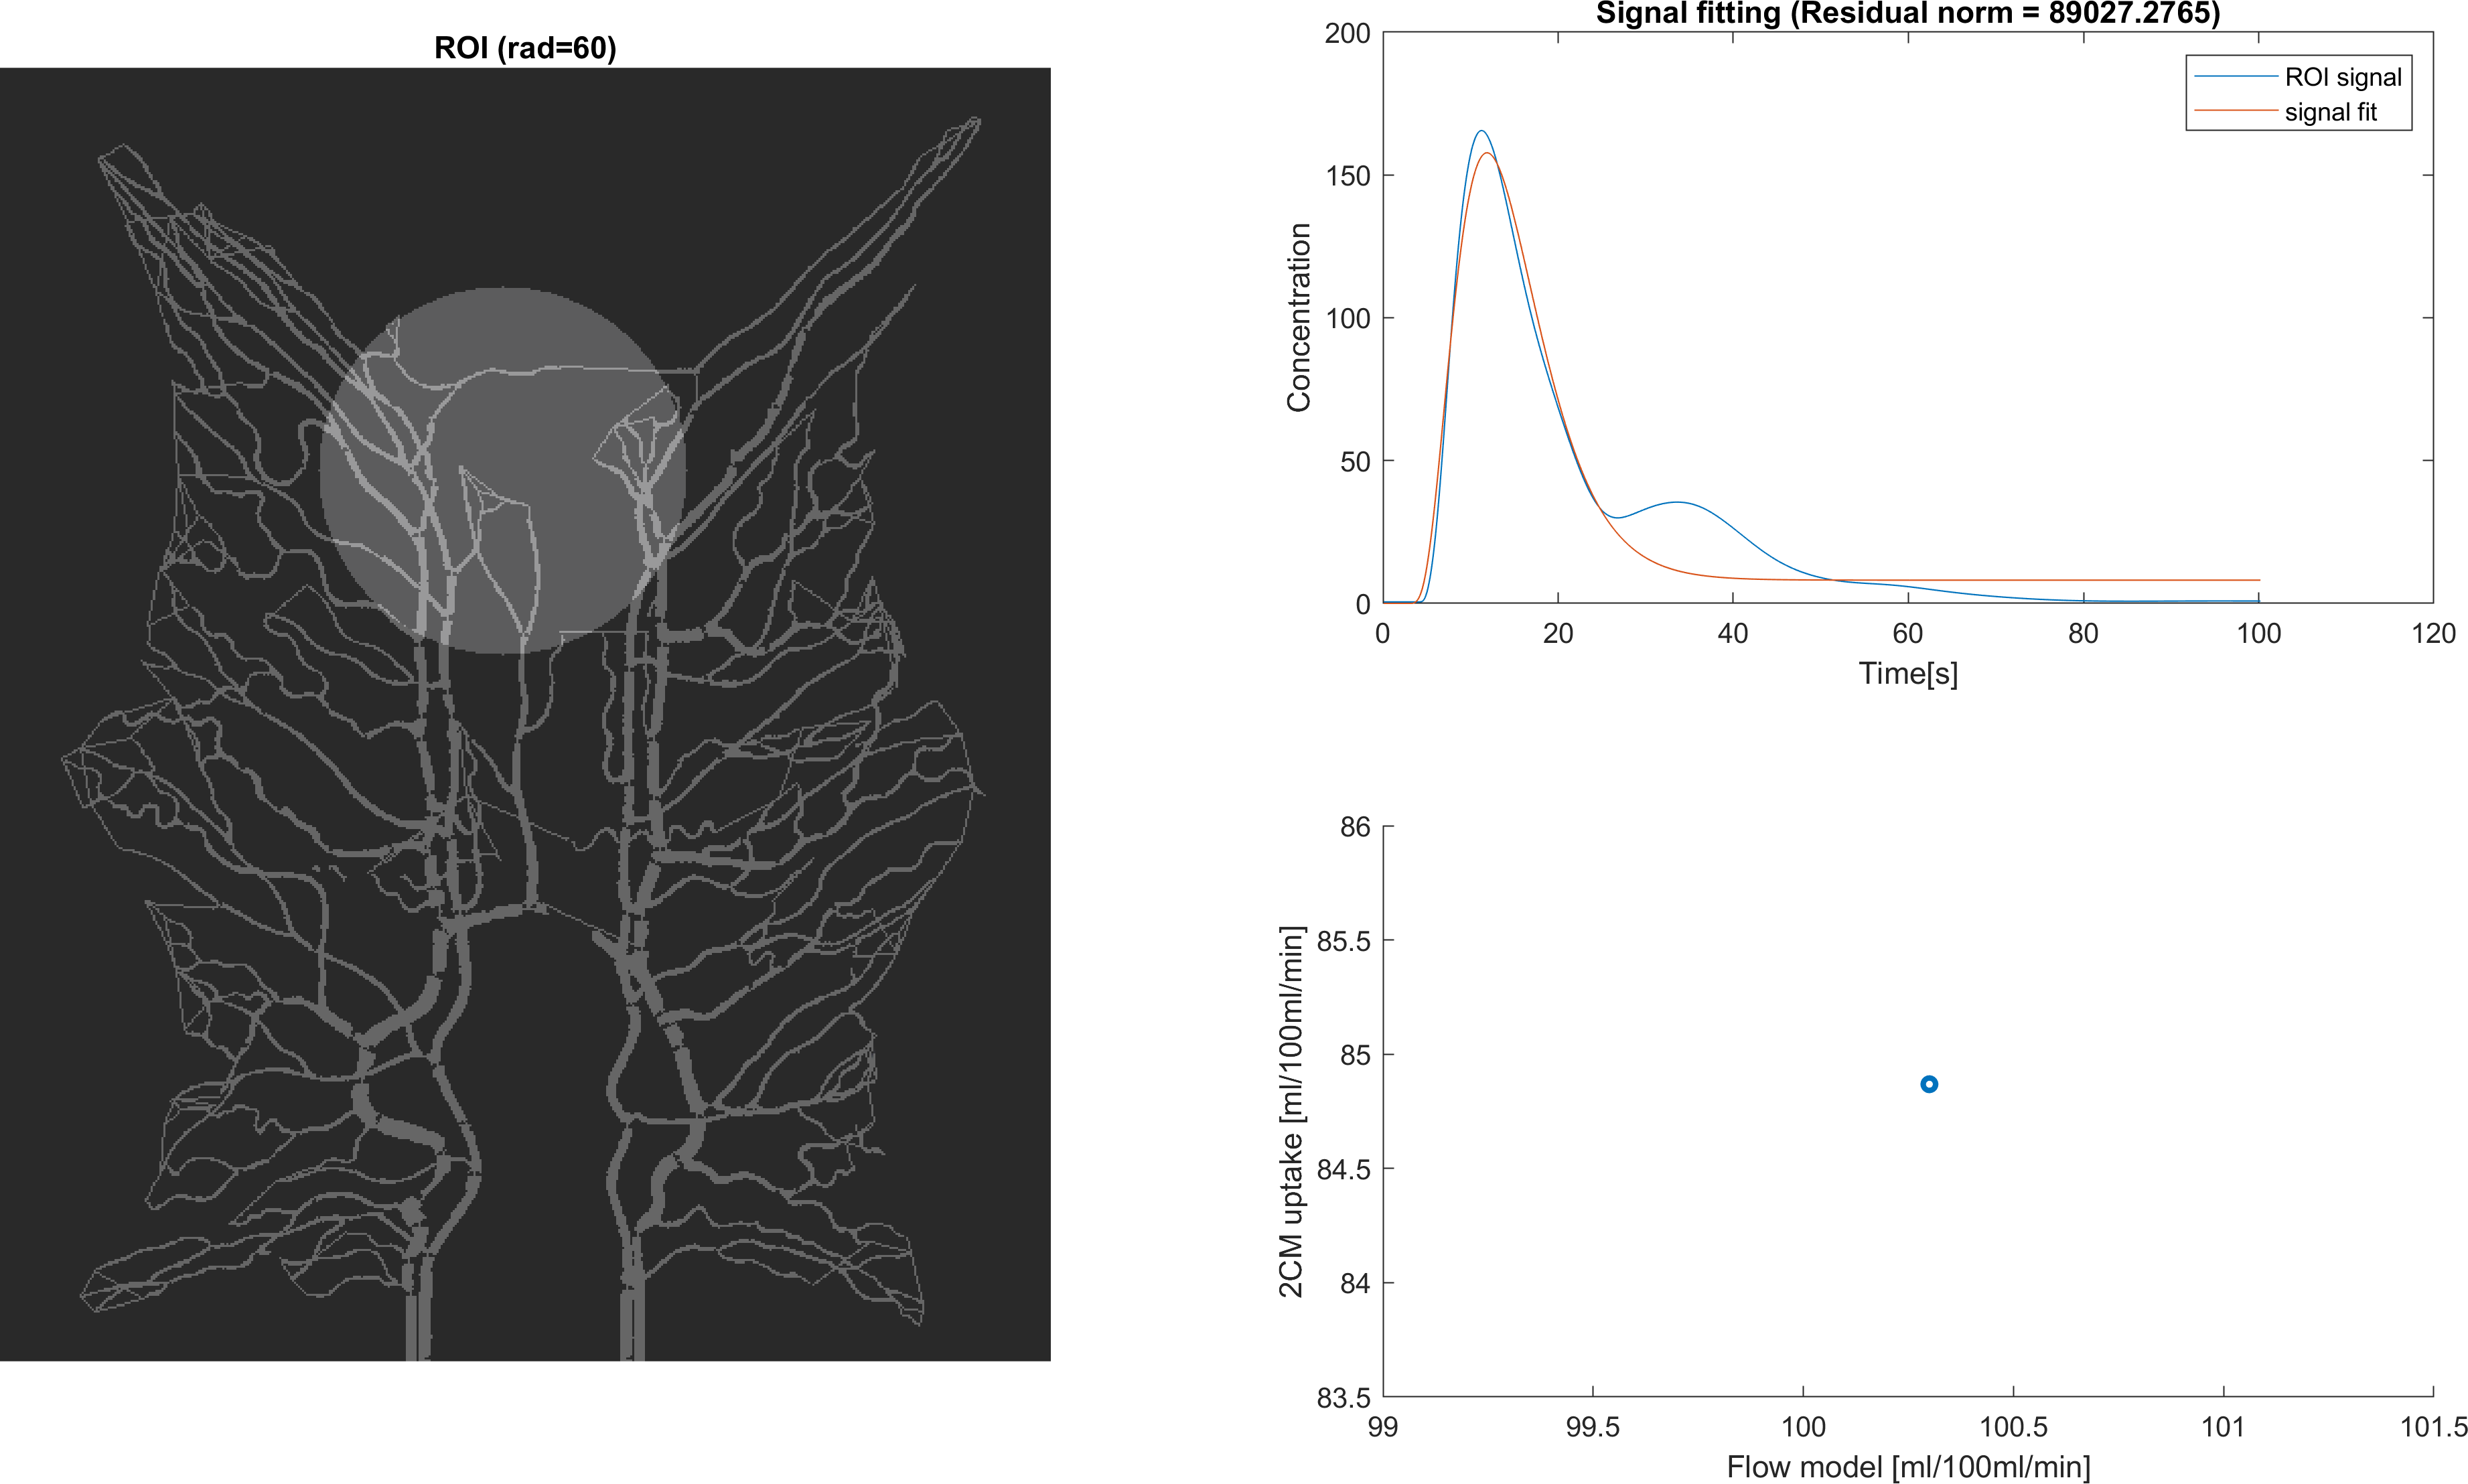 ROI (rad=60)
Signal fitting (Residual norm = 89027.2765)
200
150
100
50
0
Concentration
ROI signal
signal fit
0 20 40 60 80 100 120
Time[s]
86
85.5
85
84.5
84
83.5
2CM uptake [ml/100ml/min]
99 99.5 100 100.5 101 101.5
Flow model [ml/100ml/min]